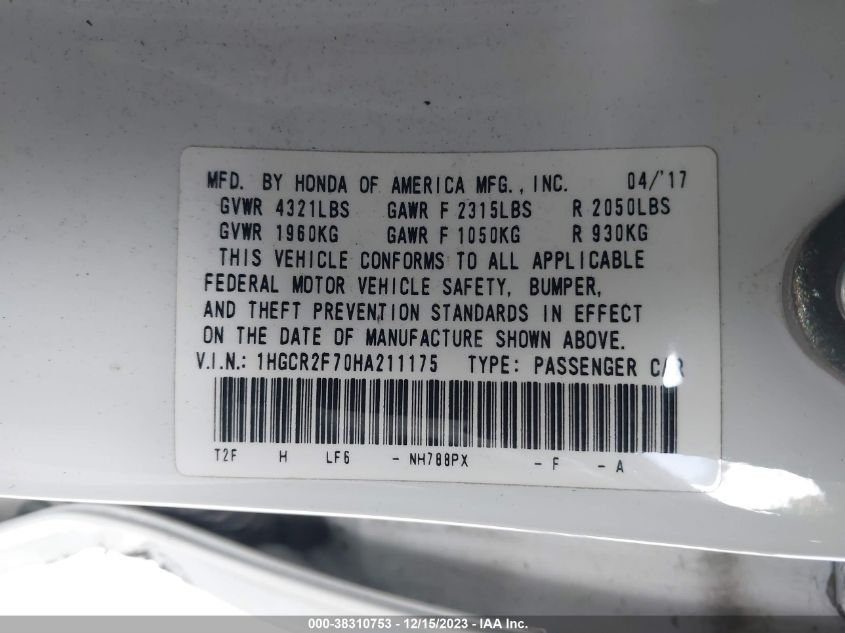 MFD. BY HONDA OF AMERICA MFG., INC. 04/'17
GVWR 4321LBS GAWR F 2315LBS R 2050LBS
GVWR 1960KG GAWR F 1050KG R 930KG
THIS VEHICLE CONFORMS TO ALL APPLICABLE
FEDERAL MOTOR VEHICLE SAFETY, BUMPER,
AND THEFT PREVENTION STANDARDS IN EFFECT
ON THE DATE OF MANUFACTURE SHOWN ABOVE.
V.I.N.: 1HGCR2F70HA211175 TYPE: PASSENGER CAR
T2F H LF6 - NH788PX - F - A
000-38310753 - 12/15/2023 - IAAI.com